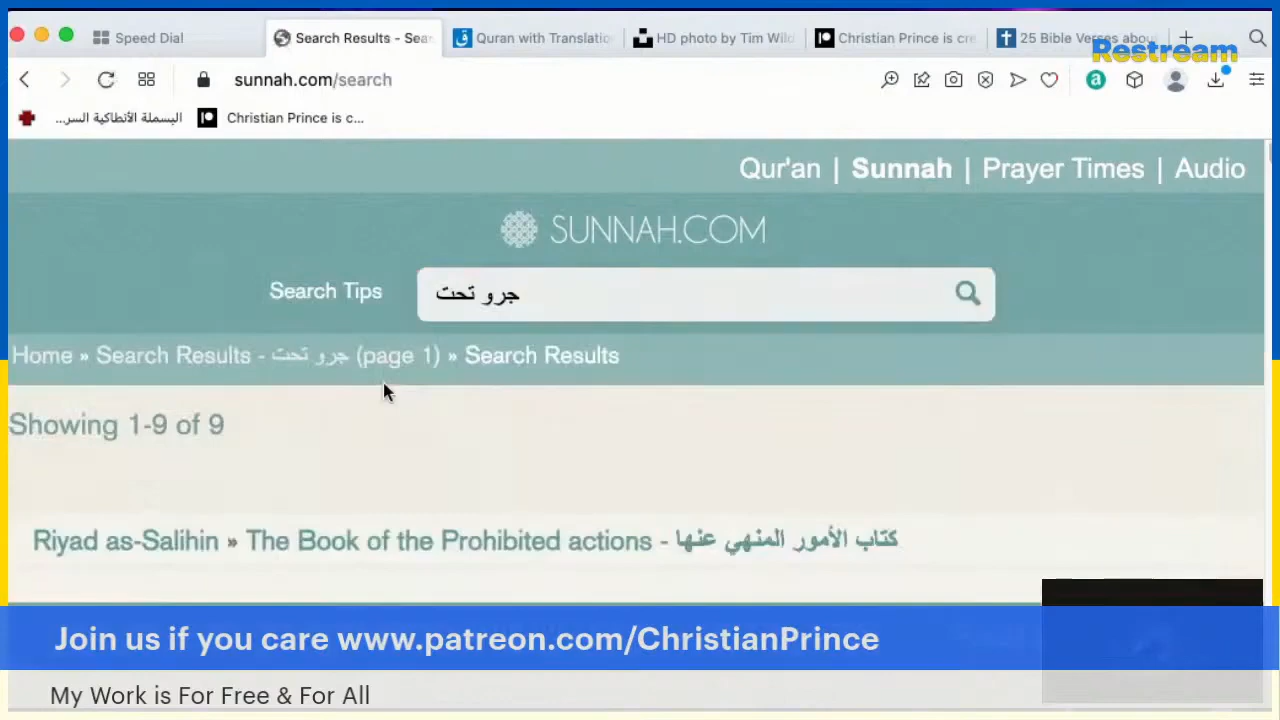 Speed Dial
Search Results - Sea
Quran with Translatio
HD photo by Tim Wild
Christian Prince is cre
25 Bible Verses abou
Restream
sunnah.com/search
البسملة الأنطاكية السر...
Christian Prince is c...
Qur'an | Sunnah | Prayer Times | Audio
SUNNAH.COM
Search Tips
جرو تحت
Home » Search Results - جرو تحت (page 1) » Search Results
Showing 1-9 of 9
Riyad as-Salihin » The Book of the Prohibited actions - كتاب الأمور المنهي عنها
Join us if you care www.patreon.com/ChristianPrince
My Work is For Free & For All